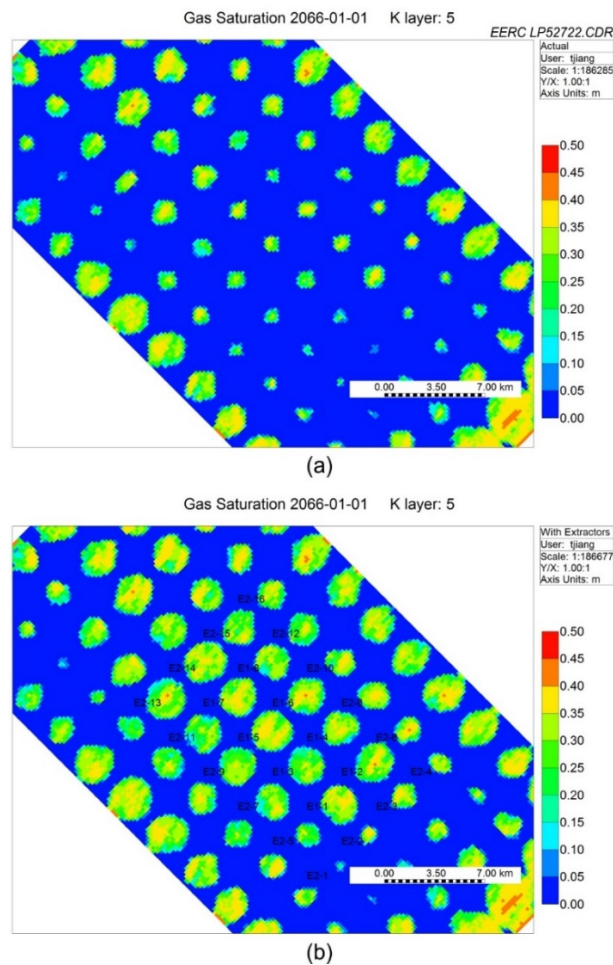 Gas Saturation 2066-01-01 K layer: 5
EERC LP52722.CDR
Actual
User: tjiang
Scale: 1:186285
Y/X: 1.00:1
Axis Units: m
0.50
0.45
0.40
0.35
0.30
0.25
0.20
0.15
0.10
0.05
0.00
0.00 3.50 7.00 km
(a)
Gas Saturation 2066-01-01 K layer: 5
With Extractors
User: tjiang
Scale: 1:186677
Y/X: 1.00:1
Axis Units: m
0.50
0.45
0.40
0.35
0.30
0.25
0.20
0.15
0.10
0.05
0.00
E2-16
E2-15 E2-12
E2-14 E1-8 E2-10
E2-13 E1-7 E1-6 E2-8
E2-11 E1-5 E1-4
E2-9 E1-3 E1-2 E2-4
E2-7 E1-1 E2-3
E2-5 E2-2
E2-1
0.00 3.50 7.00 km
(b)